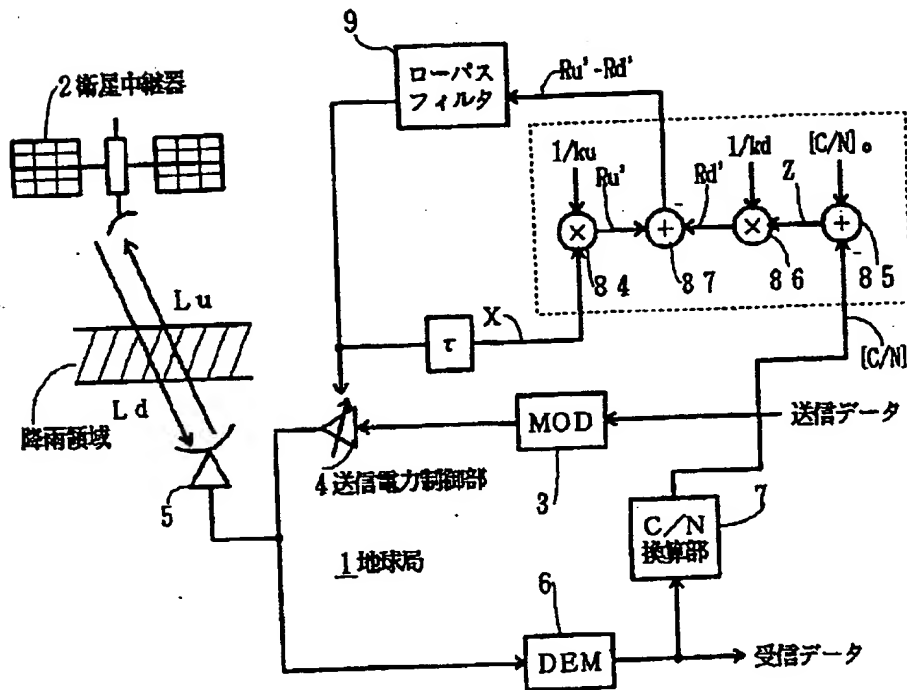 9
ローパス
フィルタ
Ru'-Rd'
2衛星中継器
1/ku
Ru'
1/kd
Rd'
[C/N]。
Z
×
+
×
+
-
-
84
87
86
85
Lu
Ld
降雨領域
τ
X
[C/N]
MOD
送信データ
4送信電力制御部
3
5
C/N
換算部
7
1地球局
6
DEM
受信データ